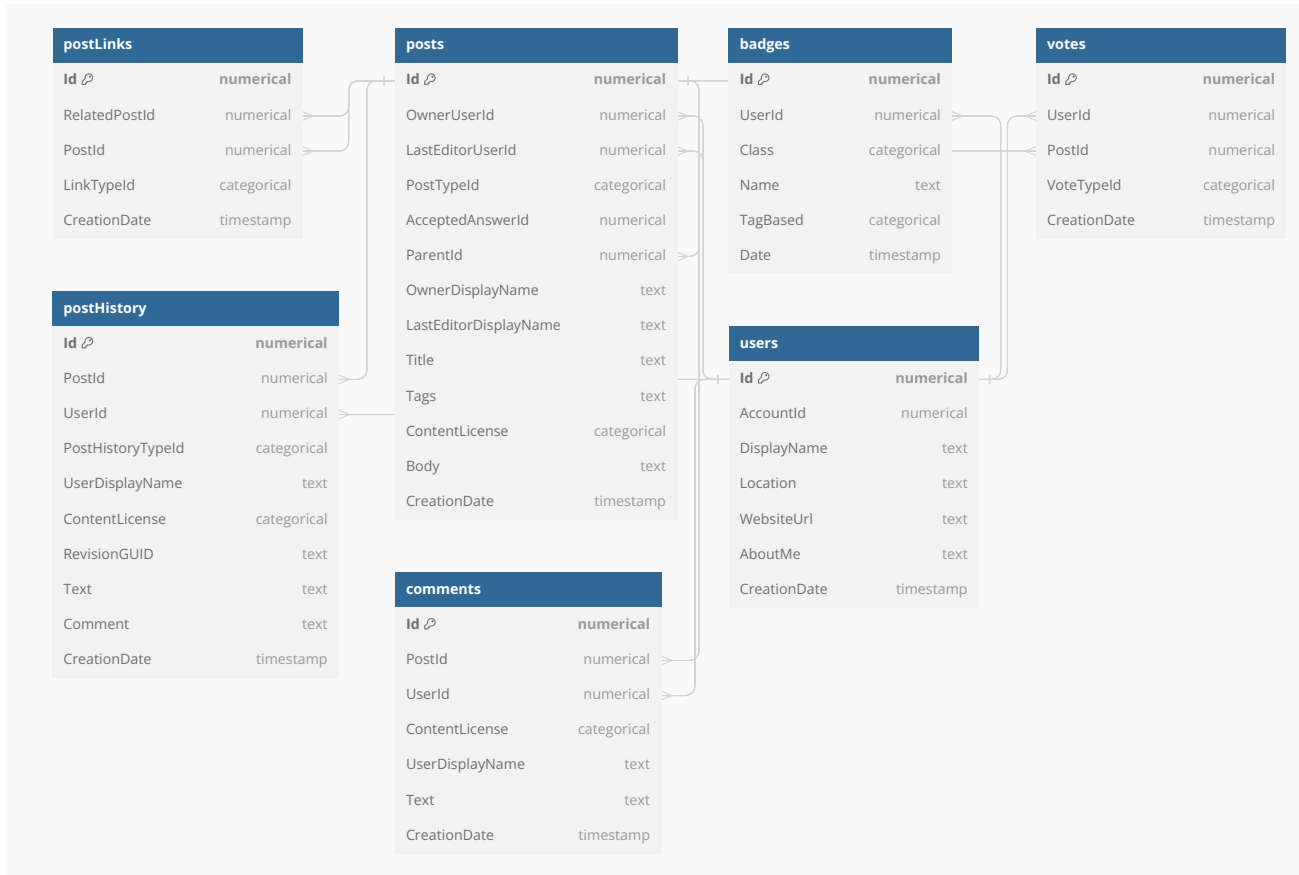 postLinks
Id numerical
RelatedPostId numerical
PostId numerical
LinkTypeId categorical
CreationDate timestamp
posts
Id numerical
OwnerUserId numerical
LastEditorUserId numerical
PostTypeId categorical
AcceptedAnswerId numerical
ParentId numerical
OwnerDisplayName text
LastEditorDisplayName text
Title text
Tags text
ContentLicense categorical
Body text
CreationDate timestamp
badges
Id numerical
UserId numerical
Class categorical
Name text
TagBased categorical
Date timestamp
votes
Id numerical
UserId numerical
PostId numerical
VoteTypeId categorical
CreationDate timestamp
postHistory
Id numerical
PostId numerical
UserId numerical
PostHistoryTypeId categorical
UserDisplayName text
ContentLicense categorical
RevisionGUID text
Text text
Comment text
CreationDate timestamp
users
Id numerical
AccountId numerical
DisplayName text
Location text
WebsiteUrl text
AboutMe text
CreationDate timestamp
comments
Id numerical
PostId numerical
UserId numerical
ContentLicense categorical
UserDisplayName text
Text text
CreationDate timestamp